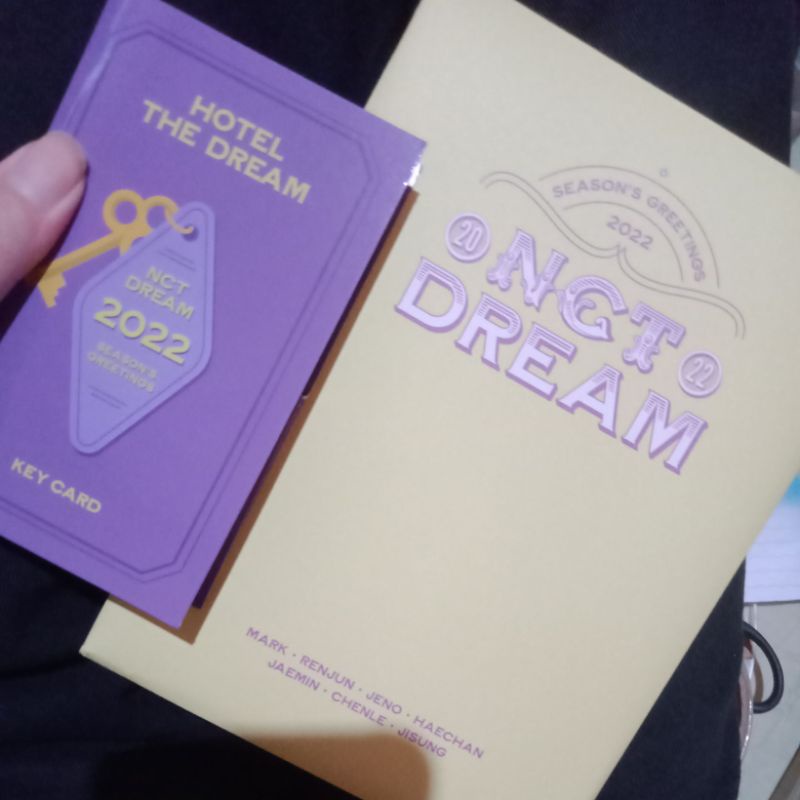 HOTEL
THE DREAM
NCT
DREAM
2022
SEASON'S
GREETINGS
KEY CARD
SEASON'S GREETINGS
2022
20 NCT 22
DREAM
MARK · RENJUN · JENO · HAECHAN
JAEMIN · CHENLE · JISUNG